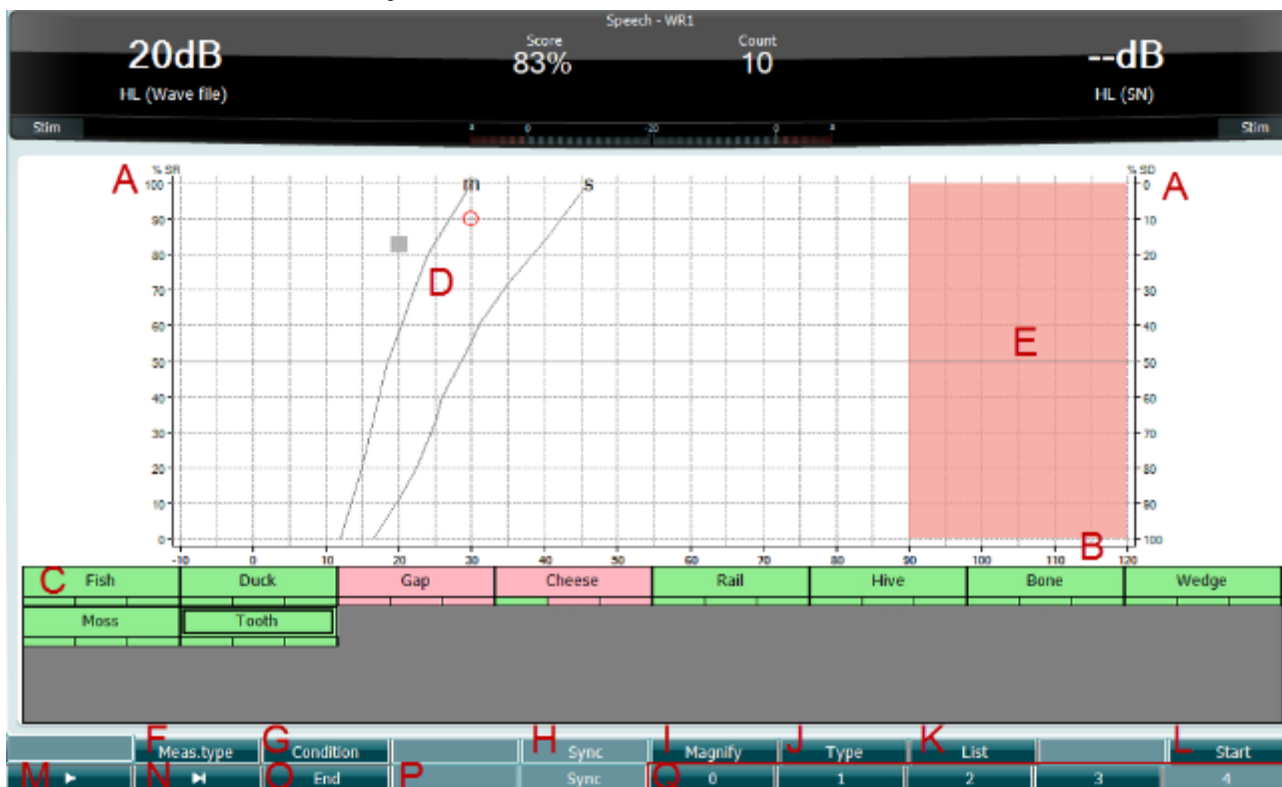 Speech - WR1
20dB Score Count --dB
83% 10
HL (Wave file) HL (SN)
Stim x 0 -20 0 x Stim
% SR % SD
A 100 m s 0 A
90 10
80 20
D
70 30
60 40
E
50 50
40 60
30 70
20 80
10 90
B
0 100
-10 0 10 20 30 40 50 60 70 80 90 100 110 120
C Fish Duck Gap Cheese Rail Hive Bone Wedge
Moss Tooth
F Meas.type G Condition H Sync I Magnify J Type K List L Start
M N O End P Sync Q 0 1 2 3 4